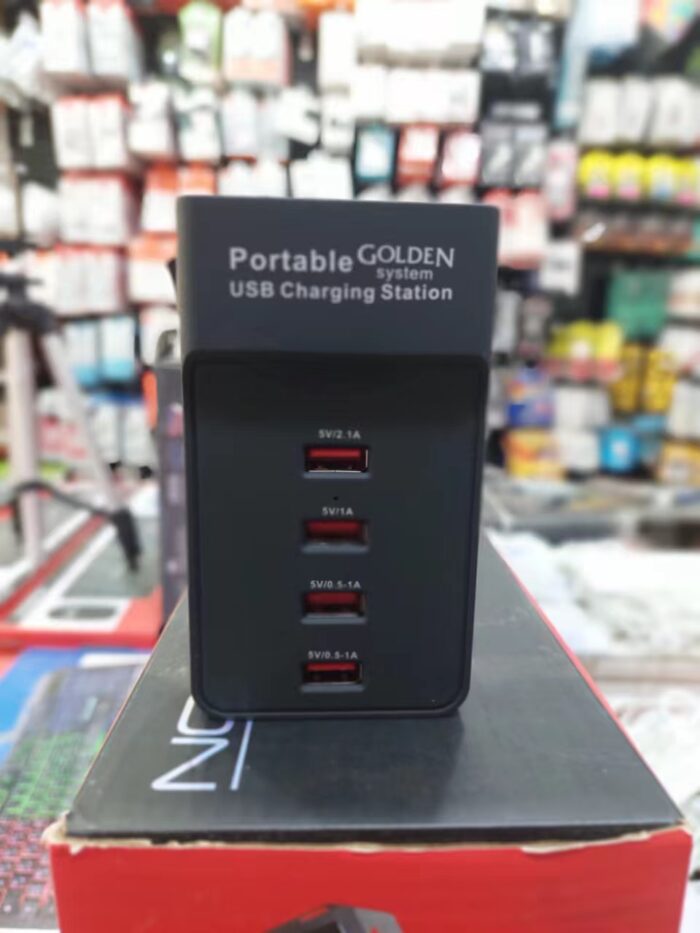 Portable GOLDEN
system
USB Charging Station
5V/2.1A
5V/1A
5V/0.5-1A
5V/0.5-1A